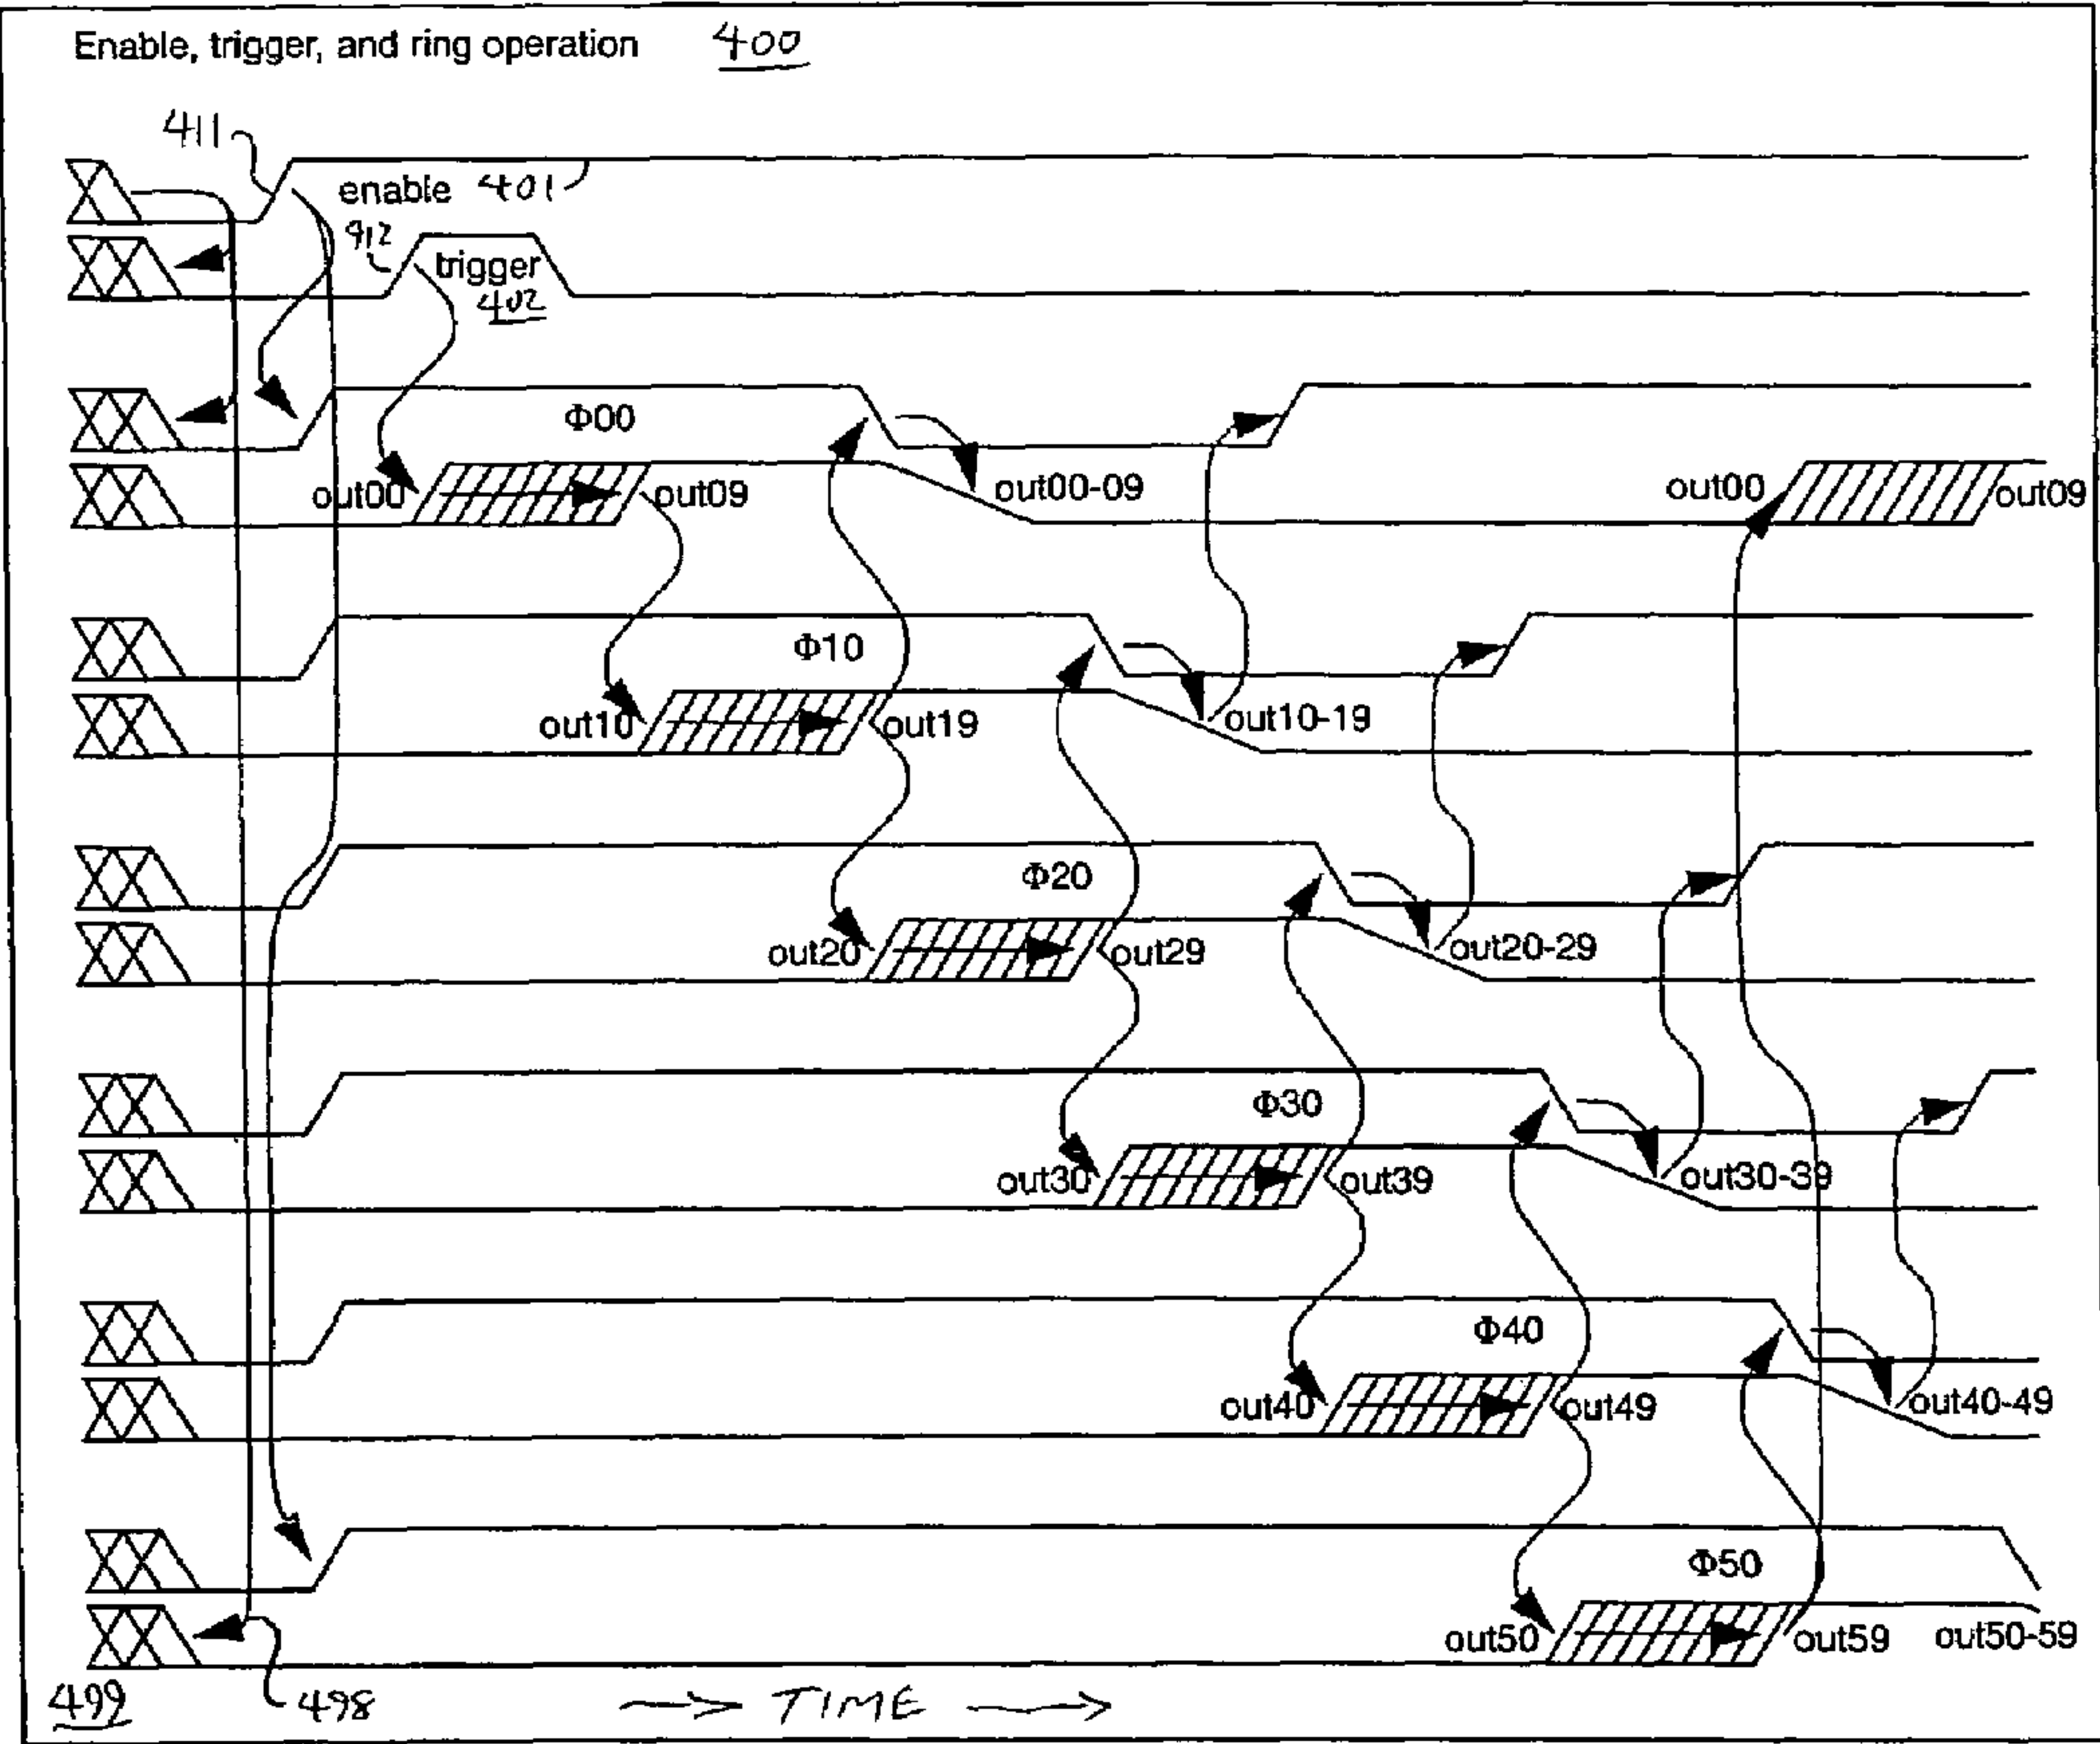 Enable, trigger, and ring operation 400
411
enable 401
412
trigger
402
Φ00
out00 out09 out00-09 out00 out09
Φ10
out10 out19 out10-19
Φ20
out20 out29 out20-29
Φ30
out30 out39 out30-39
Φ40
out40 out49 out40-49
Φ50
out50 out59 out50-59
499 498 TIME